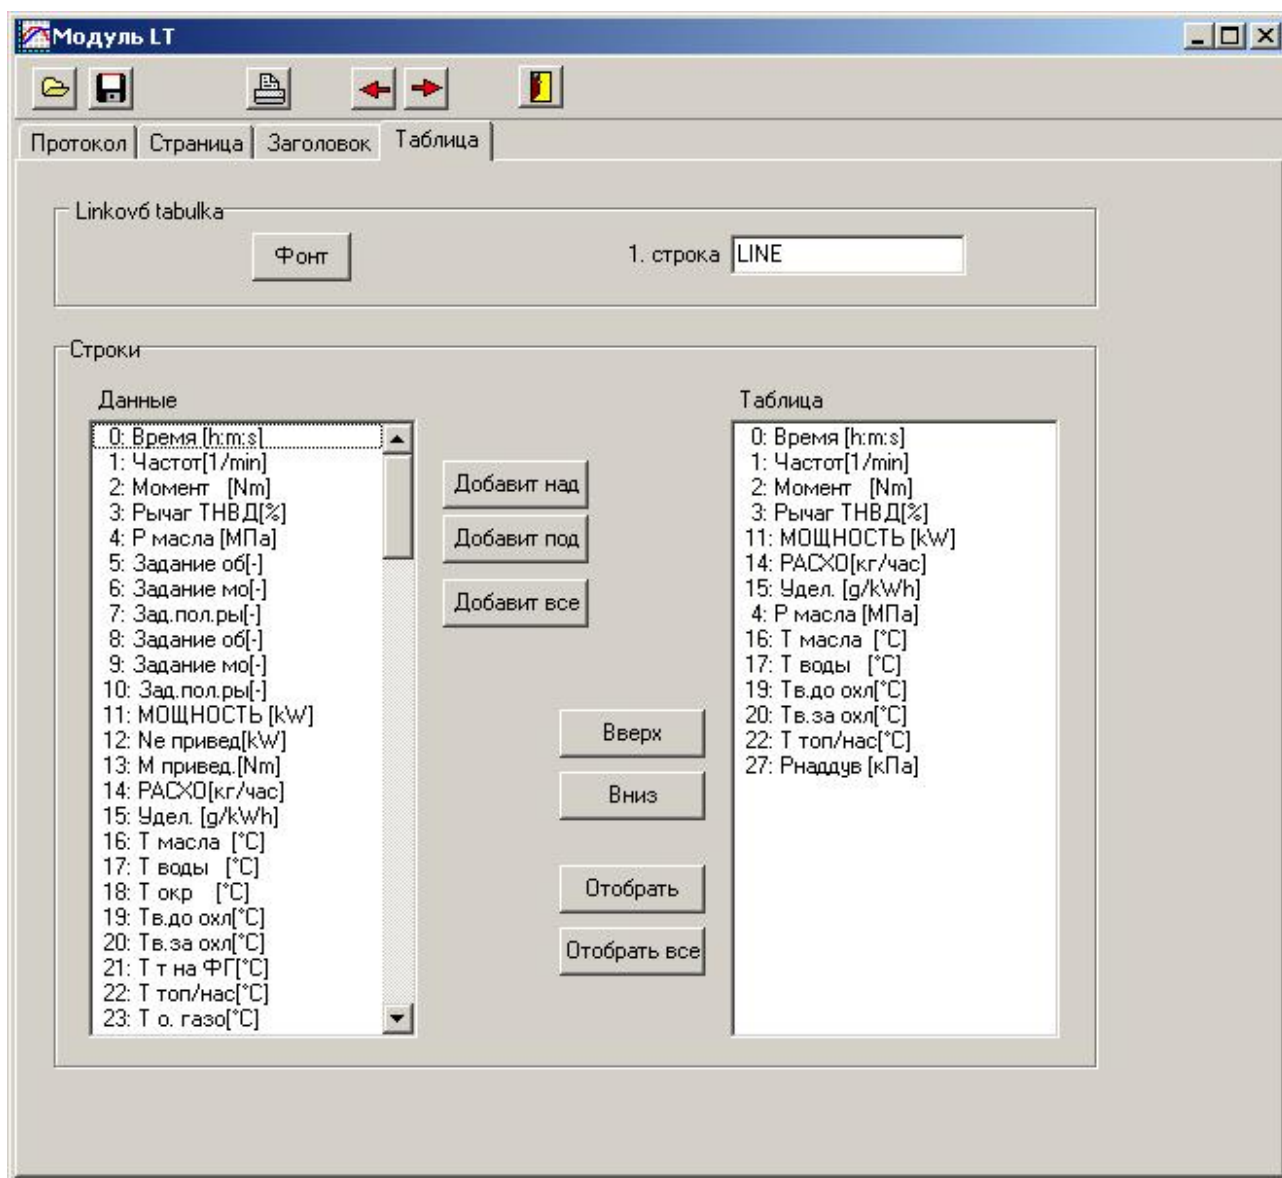 Модуль LT
Протокол Страница Заголовок Таблица
Linkovб tabulka
Фонт
1. строка LINE
Строки
Данные
0: Время [h:m:s]
1: Частот[1/min]
2: Момент [Nm]
3: Рычаг ТНВД[%]
4: Р масла [МПа]
5: Задание об[-]
6: Задание мо[-]
7: Зад.пол.ры[-]
8: Задание об[-]
9: Задание мо[-]
10: Зад.пол.ры[-]
11: МОЩНОСТЬ [kW]
12: Ne привед[kW]
13: М привед.[Nm]
14: РАСХО[кг/час]
15: Удел. [g/kWh]
16: Т масла [°C]
17: Т воды [°C]
18: Т окр [°C]
19: Тв.до охл[°C]
20: Тв.за охл[°C]
21: Т т на ФГ[°C]
22: Т топ/нас[°C]
23: Т о. газо[°C]
Добавит над
Добавит под
Добавит все
Вверх
Вниз
Отобрать
Отобрать все
Таблица
0: Время [h:m:s]
1: Частот[1/min]
2: Момент [Nm]
3: Рычаг ТНВД[%]
11: МОЩНОСТЬ [kW]
14: РАСХО[кг/час]
15: Удел. [g/kWh]
4: Р масла [МПа]
16: Т масла [°C]
17: Т воды [°C]
19: Тв.до охл[°C]
20: Тв.за охл[°C]
22: Т топ/нас[°C]
27: Рнаддув [кПа]